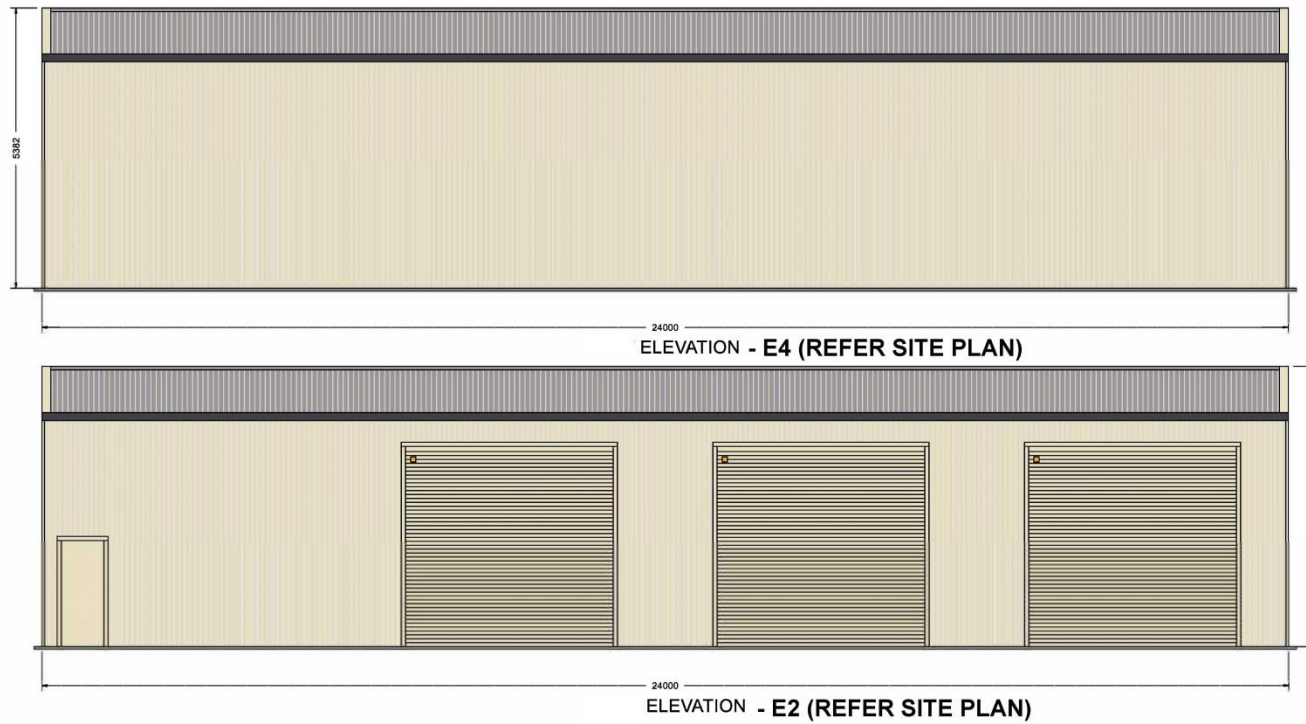 5382
24000
ELEVATION - E4 (REFER SITE PLAN)
24000
ELEVATION - E2 (REFER SITE PLAN)